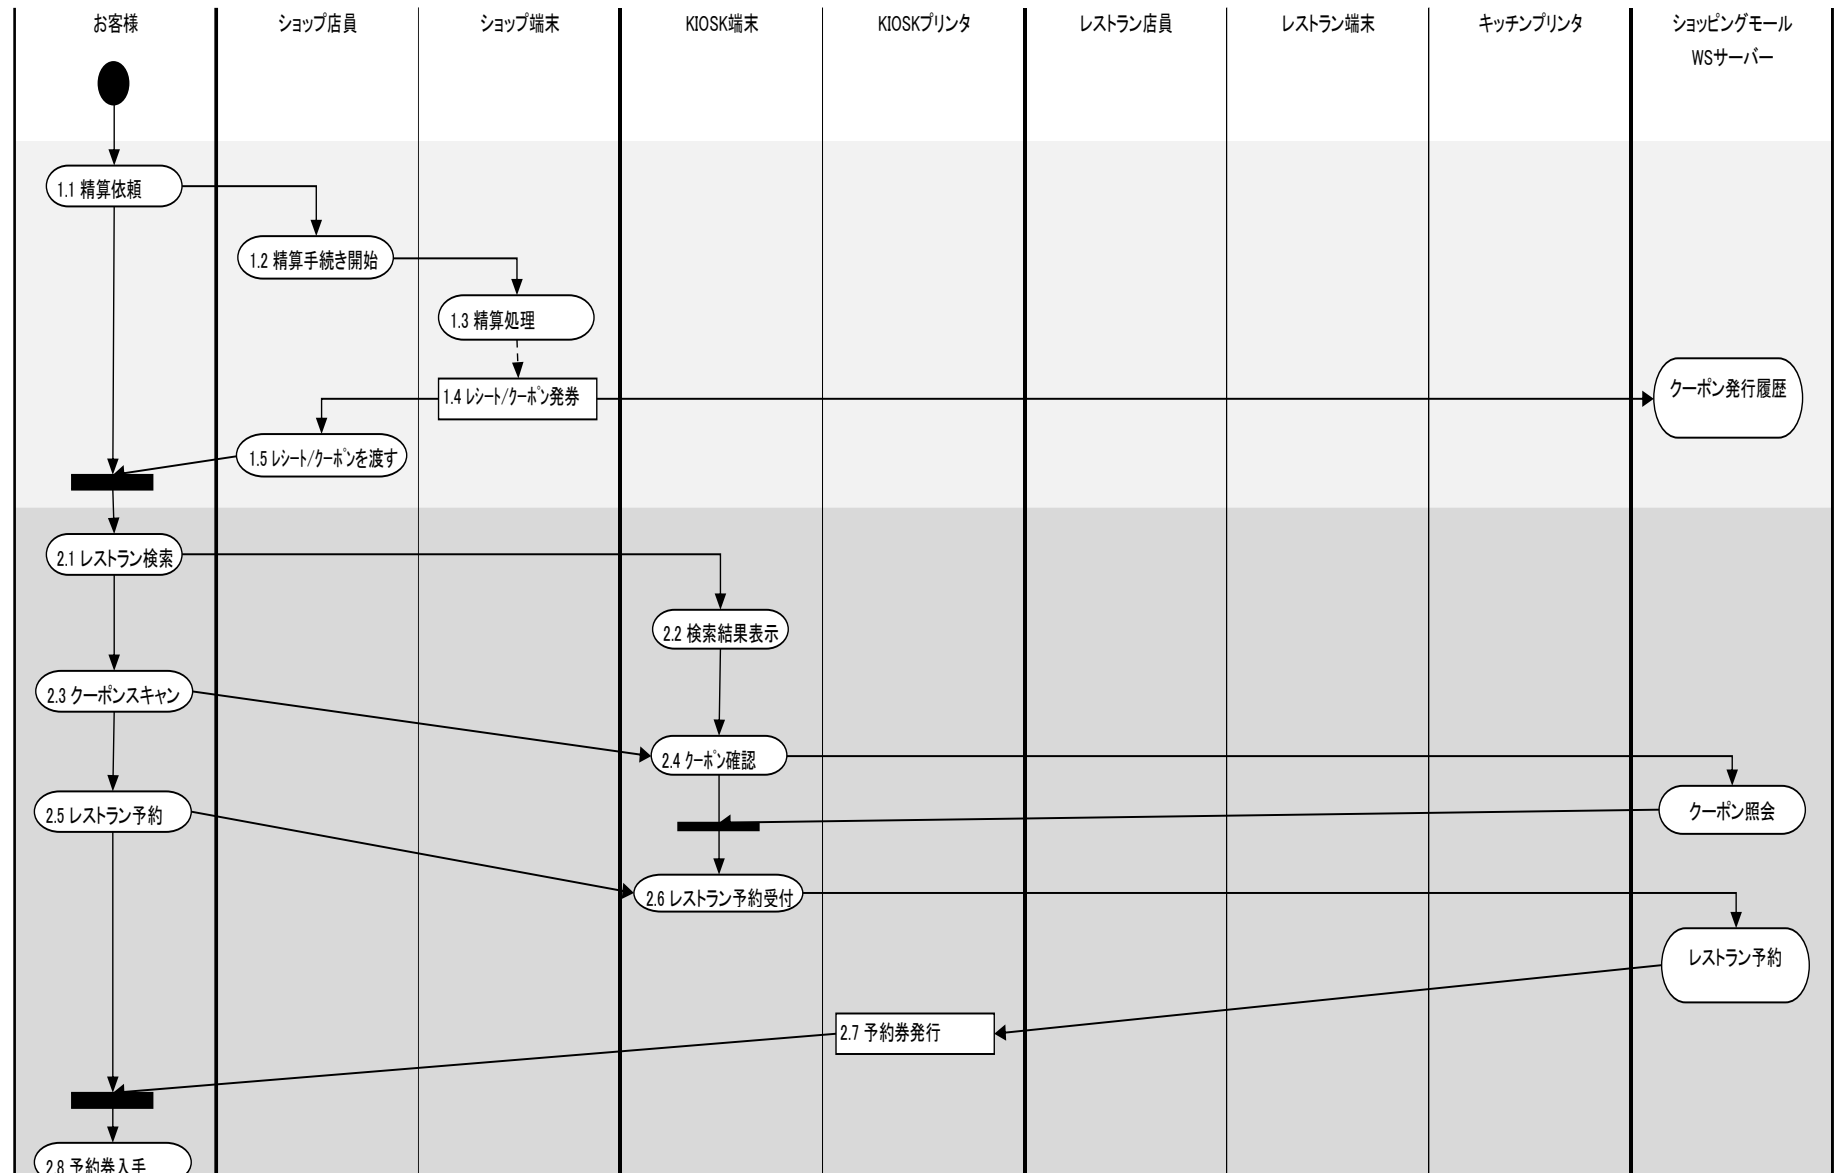 お客様
ショップ店員
ショップ端末
KIOSK端末
KIOSKプリンタ
レストラン店員
レストラン端末
キッチンプリンタ
ショッピングモール
WSサーバー
1.1 精算依頼
1.2 精算手続き開始
1.3 精算処理
1.4 レシート/クーポン発券
クーポン発行履歴
1.5 レシート/クーポンを渡す
2.1 レストラン検索
2.2 検索結果表示
2.3 クーポンスキャン
2.4 クーポン確認
2.5 レストラン予約
クーポン照会
2.6 レストラン予約受付
レストラン予約
2.7 予約券発行
2.8 予約券入手